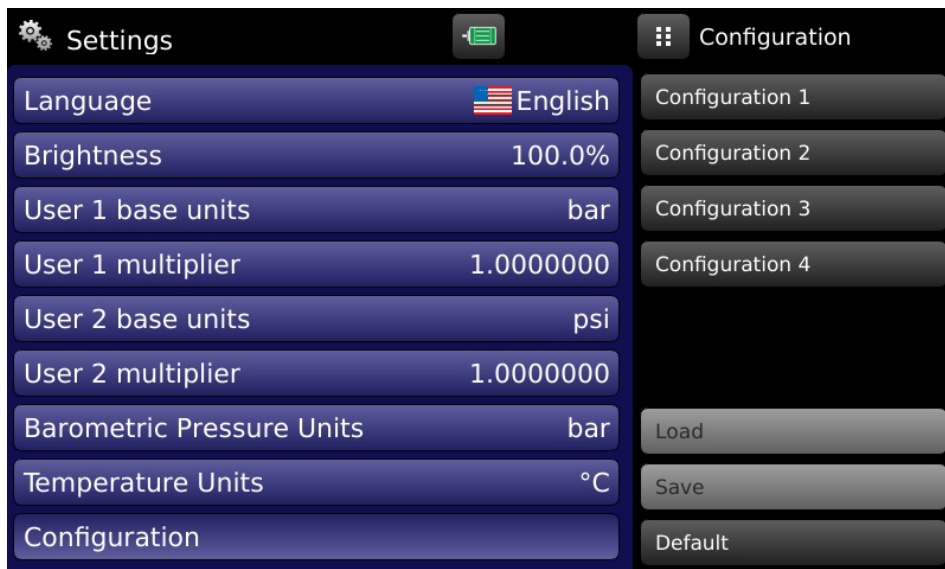 Settings
Language English
Brightness 100.0%
User 1 base units bar
User 1 multiplier 1.0000000
User 2 base units psi
User 2 multiplier 1.0000000
Barometric Pressure Units bar
Temperature Units °C
Configuration
Configuration
Configuration 1
Configuration 2
Configuration 3
Configuration 4
Load
Save
Default